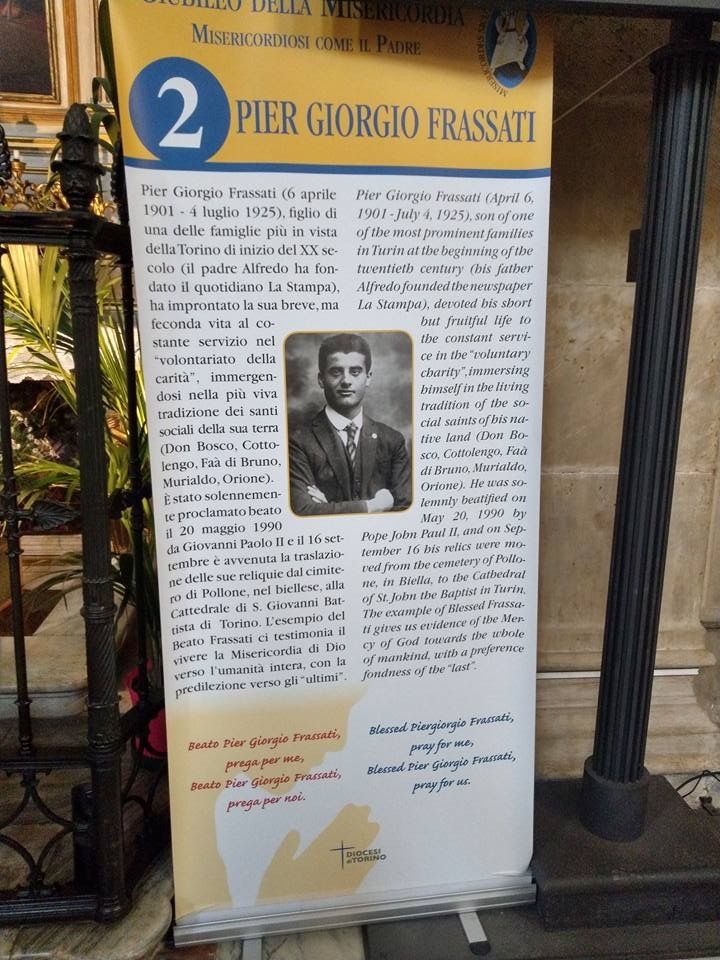 GIUBILEO DELLA MISERICORDIA
MISERICORDIOSI COME IL PADRE
2 PIER GIORGIO FRASSATI
Pier Giorgio Frassati (6 aprile
1901 - 4 luglio 1925), figlio di
una delle famiglie più in vista
della Torino di inizio del XX se-
colo (il padre Alfredo ha fon-
dato il quotidiano La Stampa),
ha improntato la sua breve, ma
feconda vita al co-
stante servizio nel
"volontariato della
carità", immergen-
dosi nella più viva
tradizione dei santi
sociali della sua terra
(Don Bosco, Cotto-
lengo, Faà di Bruno,
Murialdo, Orione).
È stato solennemen-
te proclamato beato
il 20 maggio 1990
da Giovanni Paolo II e il 16 set-
tembre è avvenuta la traslazio-
ne delle sue reliquie dal cimite-
ro di Pollone, nel biellese, alla
Cattedrale di S. Giovanni Bat-
tista di Torino. L'esempio del
Beato Frassati ci testimonia il
vivere la Misericordia di Dio
verso l'umanità intera, con la
predilezione verso gli "ultimi".
Pier Giorgio Frassati (April 6,
1901 - July 4, 1925), son of one
of the most prominent families
in Turin at the beginning of the
twentieth century (his father
Alfredo founded the newspaper
La Stampa), devoted his short
but fruitful life to
the constant servi-
ce in the "voluntary
charity", immersing
himself in the living
tradition of the so-
cial saints of his na-
tive land (Don Bo-
sco, Cottolengo, Faà
di Bruno, Murialdo,
Orione). He was so-
lemnly beatified on
May 20, 1990 by
Pope John Paul II, and on Sep-
tember 16 his relics were mo-
ved from the cemetery of Pollo-
ne, in Biella, to the Cathedral
of St. John the Baptist in Turin.
The example of Blessed Frassa-
ti gives us evidence of the Mer-
cy of God towards the whole
of mankind, with a preference
fondness of the "last".
Beato Pier Giorgio Frassati,
prega per me,
Beato Pier Giorgio Frassati,
prega per noi.
Blessed Piergiorgio Frassati,
pray for me,
Blessed Pier Giorgio Frassati,
pray for us.
DIOCESI
di TORINO